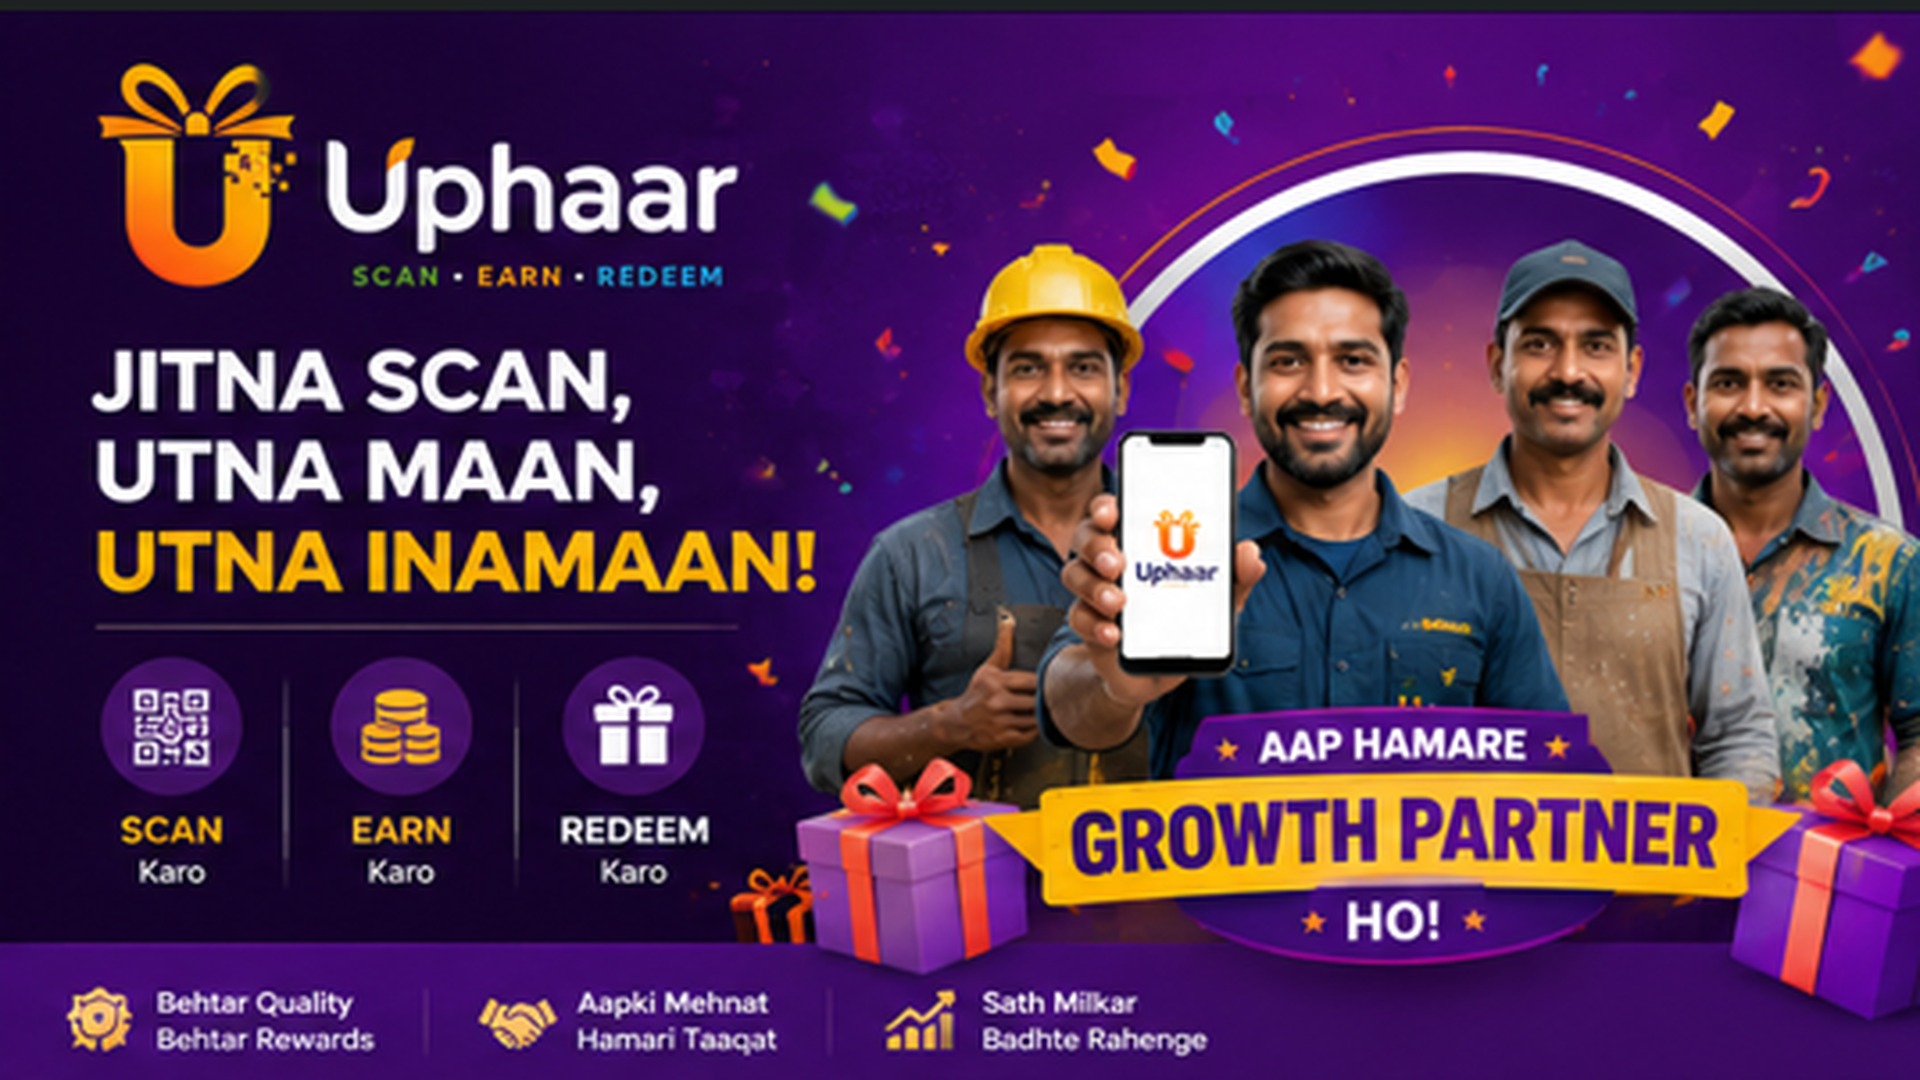 Uphaar
SCAN • EARN • REDEEM
JITNA SCAN,
UTNA MAAN,
UTNA INAMAAN!
SCAN
Karo
EARN
Karo
REDEEM
Karo
Uphaar
AAP HAMARE
GROWTH PARTNER
HO!
Behtar Quality
Behtar Rewards
Aapki Mehnat
Hamari Taaqat
Sath Milkar
Badhte Rahenge